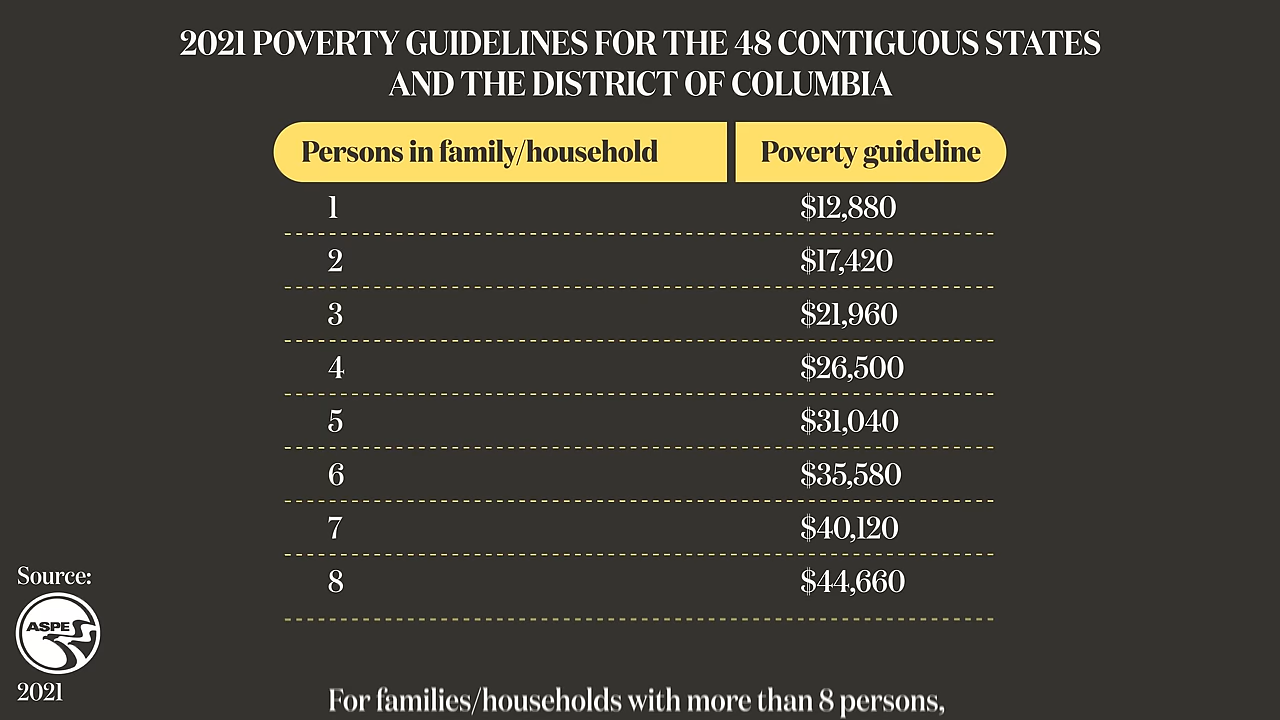 2021 POVERTY GUIDELINES FOR THE 48 CONTIGUOUS STATES
AND THE DISTRICT OF COLUMBIA
Persons in family/household Poverty guideline
1 $12,880
2 $17,420
3 $21,960
4 $26,500
5 $31,040
6 $35,580
7 $40,120
8 $44,660
Source:
ASPE
2021
For families/households with more than 8 persons,